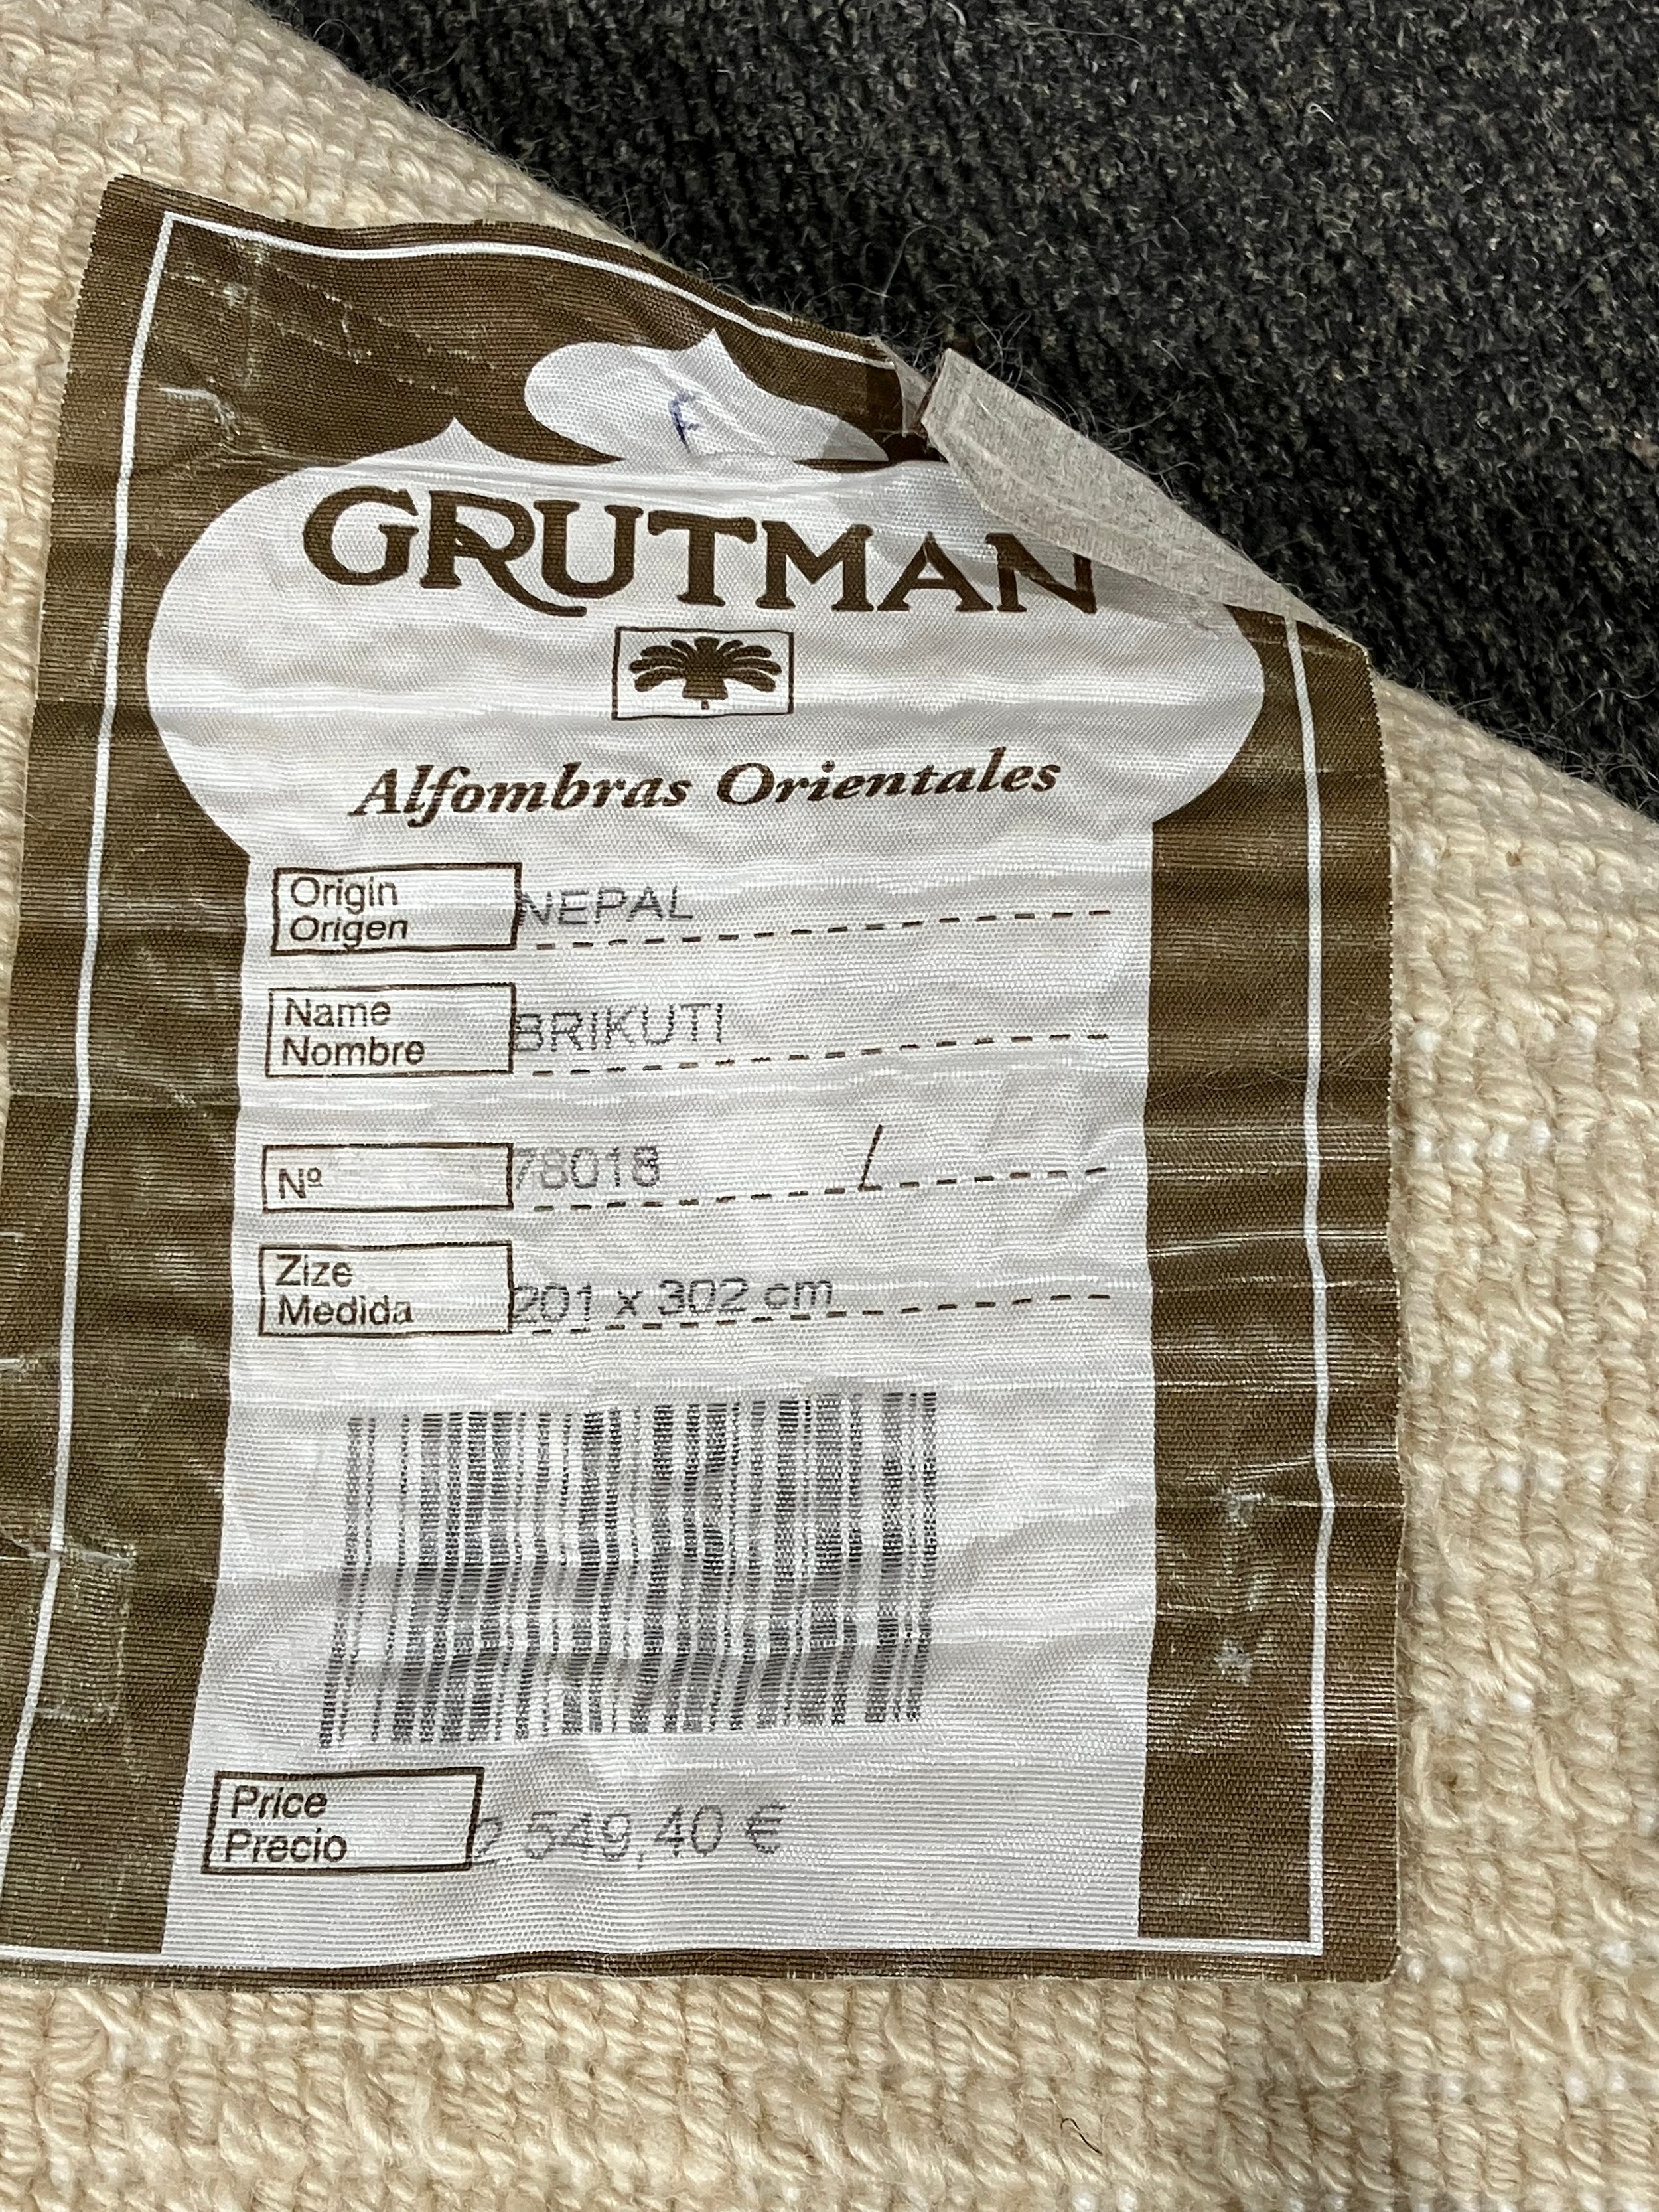 F
GRUTMAN
Alfombras Orientales
Origin
Origen
NEPAL
Name
Nombre
BRIKUTI
Nº
78018
L
Zize
Medida
201 x 302 cm
Price
Precio
2.549,40 €